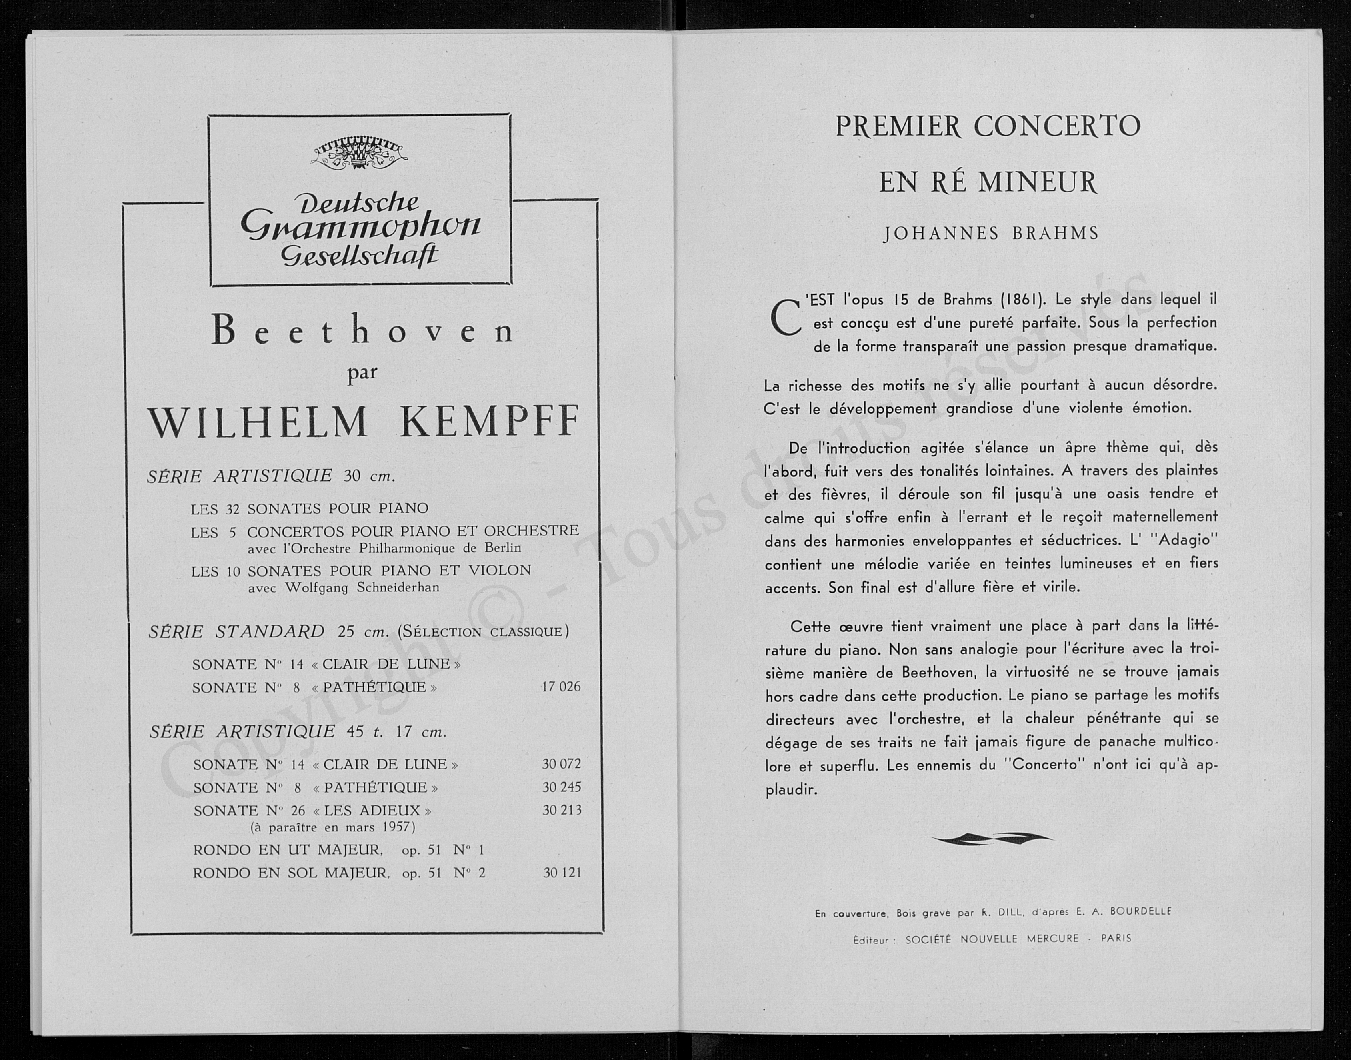 Deutsche
Grammophon
Gesellschaft
Beethoven
par
WILHELM KEMPFF
SÉRIE ARTISTIQUE 30 cm.
LES 32 SONATES POUR PIANO
LES 5 CONCERTOS POUR PIANO ET ORCHESTRE
avec l'Orchestre Philharmonique de Berlin
LES 10 SONATES POUR PIANO ET VIOLON
avec Wolfgang Schneiderhan
SÉRIE STANDARD 25 cm. (SÉLECTION CLASSIQUE)
SONATE N° 14 « CLAIR DE LUNE »
SONATE N° 8 « PATHÉTIQUE » 17 026
SÉRIE ARTISTIQUE 45 t. 17 cm.
SONATE N° 14 « CLAIR DE LUNE » 30 072
SONATE N° 8 « PATHÉTIQUE » 30 245
SONATE N° 26 « LES ADIEUX » 30 213
(à paraître en mars 1957)
RONDO EN UT MAJEUR, op. 51 N° 1
RONDO EN SOL MAJEUR, op. 51 N° 2 30 121
PREMIER CONCERTO
EN RÉ MINEUR
JOHANNES BRAHMS
C'EST l'opus 15 de Brahms (1861). Le style dans lequel il
est concçu est d'une pureté parfaite. Sous la perfection
de la forme transparaît une passion presque dramatique.
La richesse des motifs ne s'y allie pourtant à aucun désordre.
C'est le développement grandiose d'une violente émotion.
De l'introduction agitée s'élance un âpre thème qui, dès
l'abord, fuit vers des tonalités lointaines. A travers des plaintes
et des fièvres, il déroule son fil jusqu'à une oasis tendre et
calme qui s'offre enfin à l'errant et le reçoit maternellement
dans des harmonies enveloppantes et séductrices. L' "Adagio"
contient une mélodie variée en teintes lumineuses et en fiers
accents. Son final est d'allure fière et virile.
Cette œuvre tient vraiment une place à part dans la litté-
rature du piano. Non sans analogie pour l'écriture avec la troi-
sième manière de Beethoven, la virtuosité ne se trouve jamais
hors cadre dans cette production. Le piano se partage les motifs
directeurs avec l'orchestre, et la chaleur pénétrante qui se
dégage de ses traits ne fait jamais figure de panache multico-
lore et superflu. Les ennemis du "Concerto" n'ont ici qu'à ap-
plaudir.
En couverture, Bois gravé par R. DILL, d'après E. A. BOURDELLE
Editeur : SOCIÉTÉ NOUVELLE MERCURE - PARIS
Copyright © - Tous droits réservés.